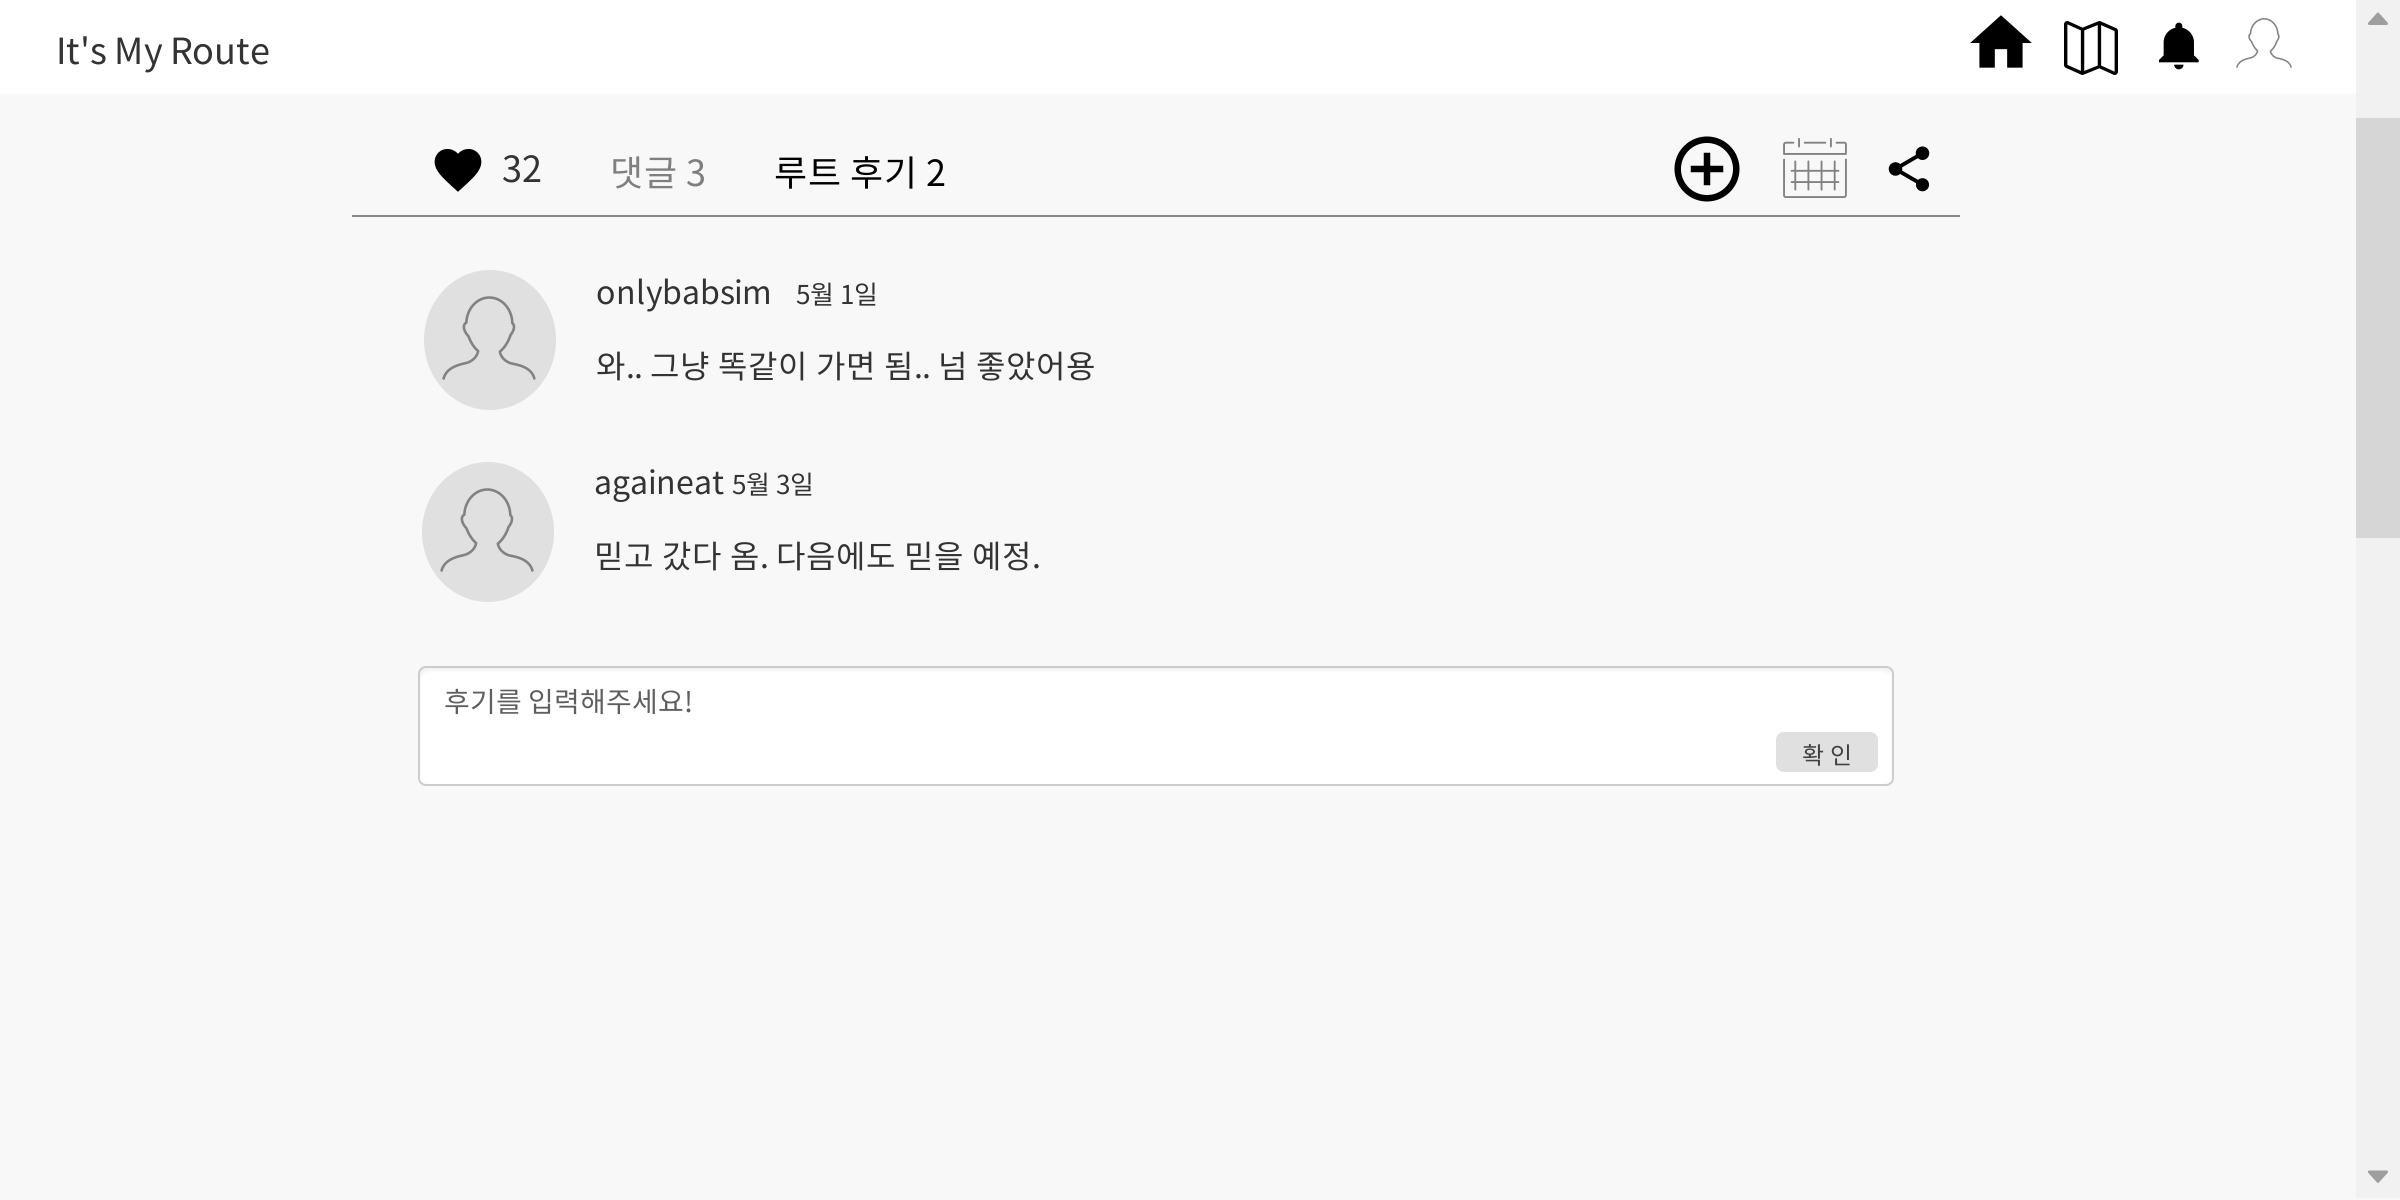 It's My Route
32 댓글 3 루트 후기 2
onlybabsim 5월 1일
와.. 그냥 똑같이 가면 됨.. 넘 좋았어용
againeat 5월 3일
믿고 갔다 옴. 다음에도 믿을 예정.
후기를 입력해주세요!
확 인